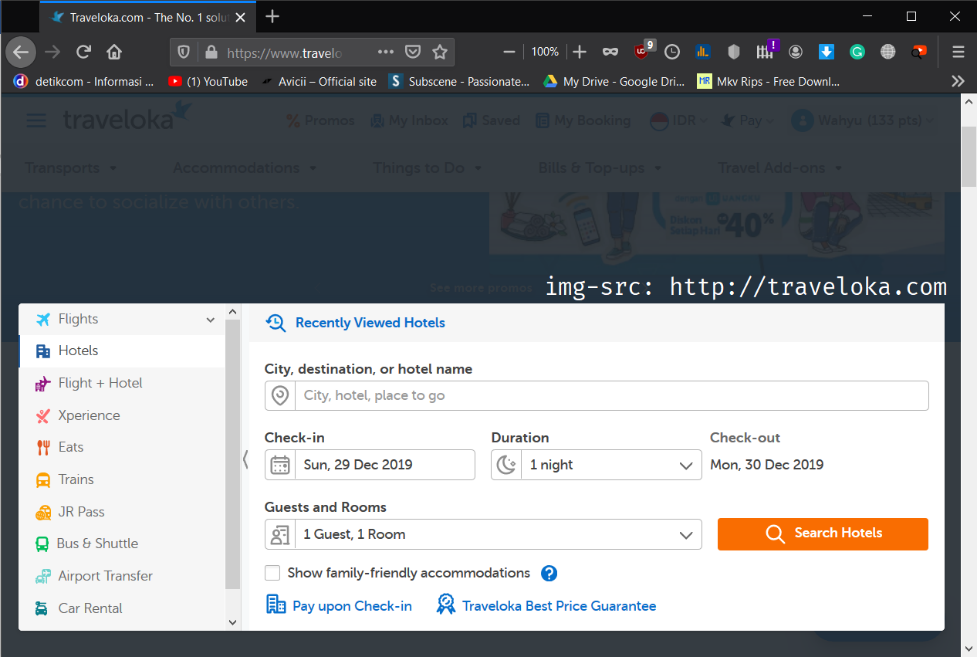 Traveloka.com - The No. 1 solu
https://www.travelo
100%
9
detikcom - Informasi ...
(1) YouTube
Avicii – Official site
Subscene - Passionate...
My Drive - Google Dri...
MR
Mkv Rips - Free Downl...
traveloka
Promos
My Inbox
Saved
My Booking
IDR
Pay
Wahyu (133 pts)
Transports
Accommodations
Things to Do
Bills & Top-ups
Travel Add-ons
chance to socialize with others
Diskon
40%
See more promos
img-src: http://traveloka.com
Flights
Hotels
Flight + Hotel
Xperience
Eats
Trains
JR Pass
Bus & Shuttle
Airport Transfer
Car Rental
Recently Viewed Hotels
City, destination, or hotel name
City, hotel, place to go
Check-in
Duration
Check-out
Sun, 29 Dec 2019
1 night
Mon, 30 Dec 2019
Guests and Rooms
1 Guest, 1 Room
Search Hotels
Show family-friendly accommodations
?
Pay upon Check-in
Traveloka Best Price Guarantee